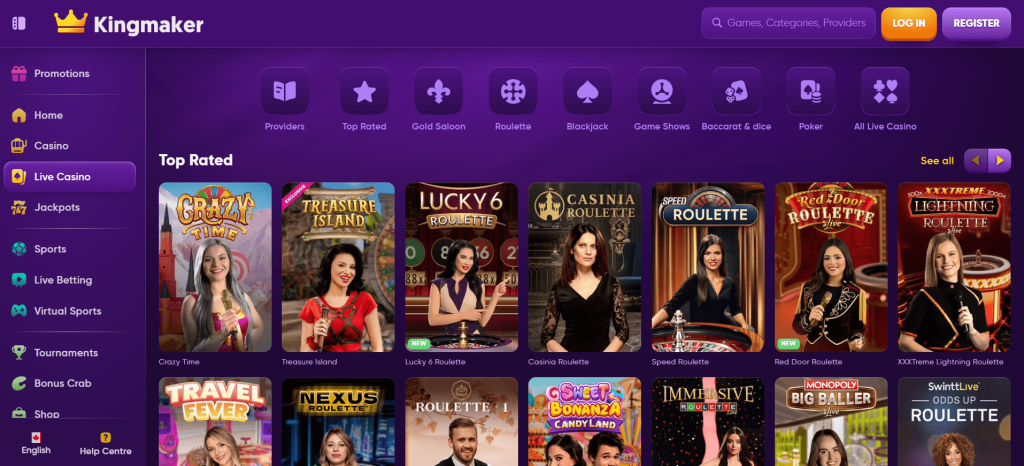 Kingmaker
Games, Categories, Providers
LOG IN
REGISTER
Promotions
Home
Casino
Live Casino
Jackpots
Sports
Live Betting
Virtual Sports
Tournaments
Bonus Crab
Shop
English
Help Centre
Providers
Top Rated
Gold Saloon
Roulette
Blackjack
Game Shows
Baccarat & dice
Poker
All Live Casino
Top Rated
See all
CRAZY
TIME
Crazy Time
EXCLUSIVE
TREASURE
ISLAND
Treasure Island
LUCKY 6
ROULETTE
NEW
Lucky 6 Roulette
CASINIA
ROULETTE
Casinia Roulette
SPEED
ROULETTE
Speed Roulette
Red Door
ROULETTE
Live
NEW
Red Door Roulette
XXXTREME
LIGHTNING
ROULETTE
Live
XXXTreme Lightning Roulette
TRAVEL
FEVER
NEXUS
ROULETTE
ROULETTE 1
SWEET
BONANZA
CANDYLAND
IMMERSIVE
ROULETTE
MONOPOLY
BIG BALLER
Live
SwinttLive
ODDS UP
ROULETTE